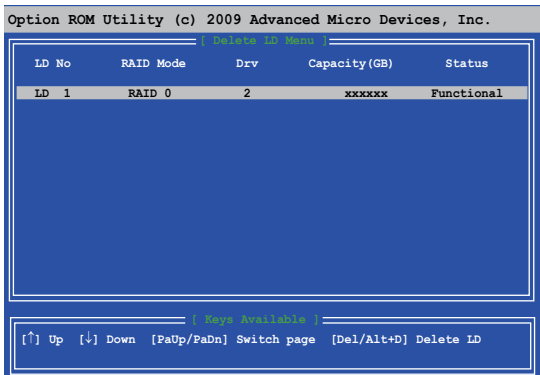 Option ROM Utility (c) 2009 Advanced Micro Devices, Inc.
[ Delete LD Menu ]
LD No RAID Mode Drv Capacity(GB) Status
LD 1 RAID 0 2 xxxxxx Functional
[ Keys Available ]
[↑] Up [↓] Down [PaUp/PaDn] Switch page [Del/Alt+D] Delete LD